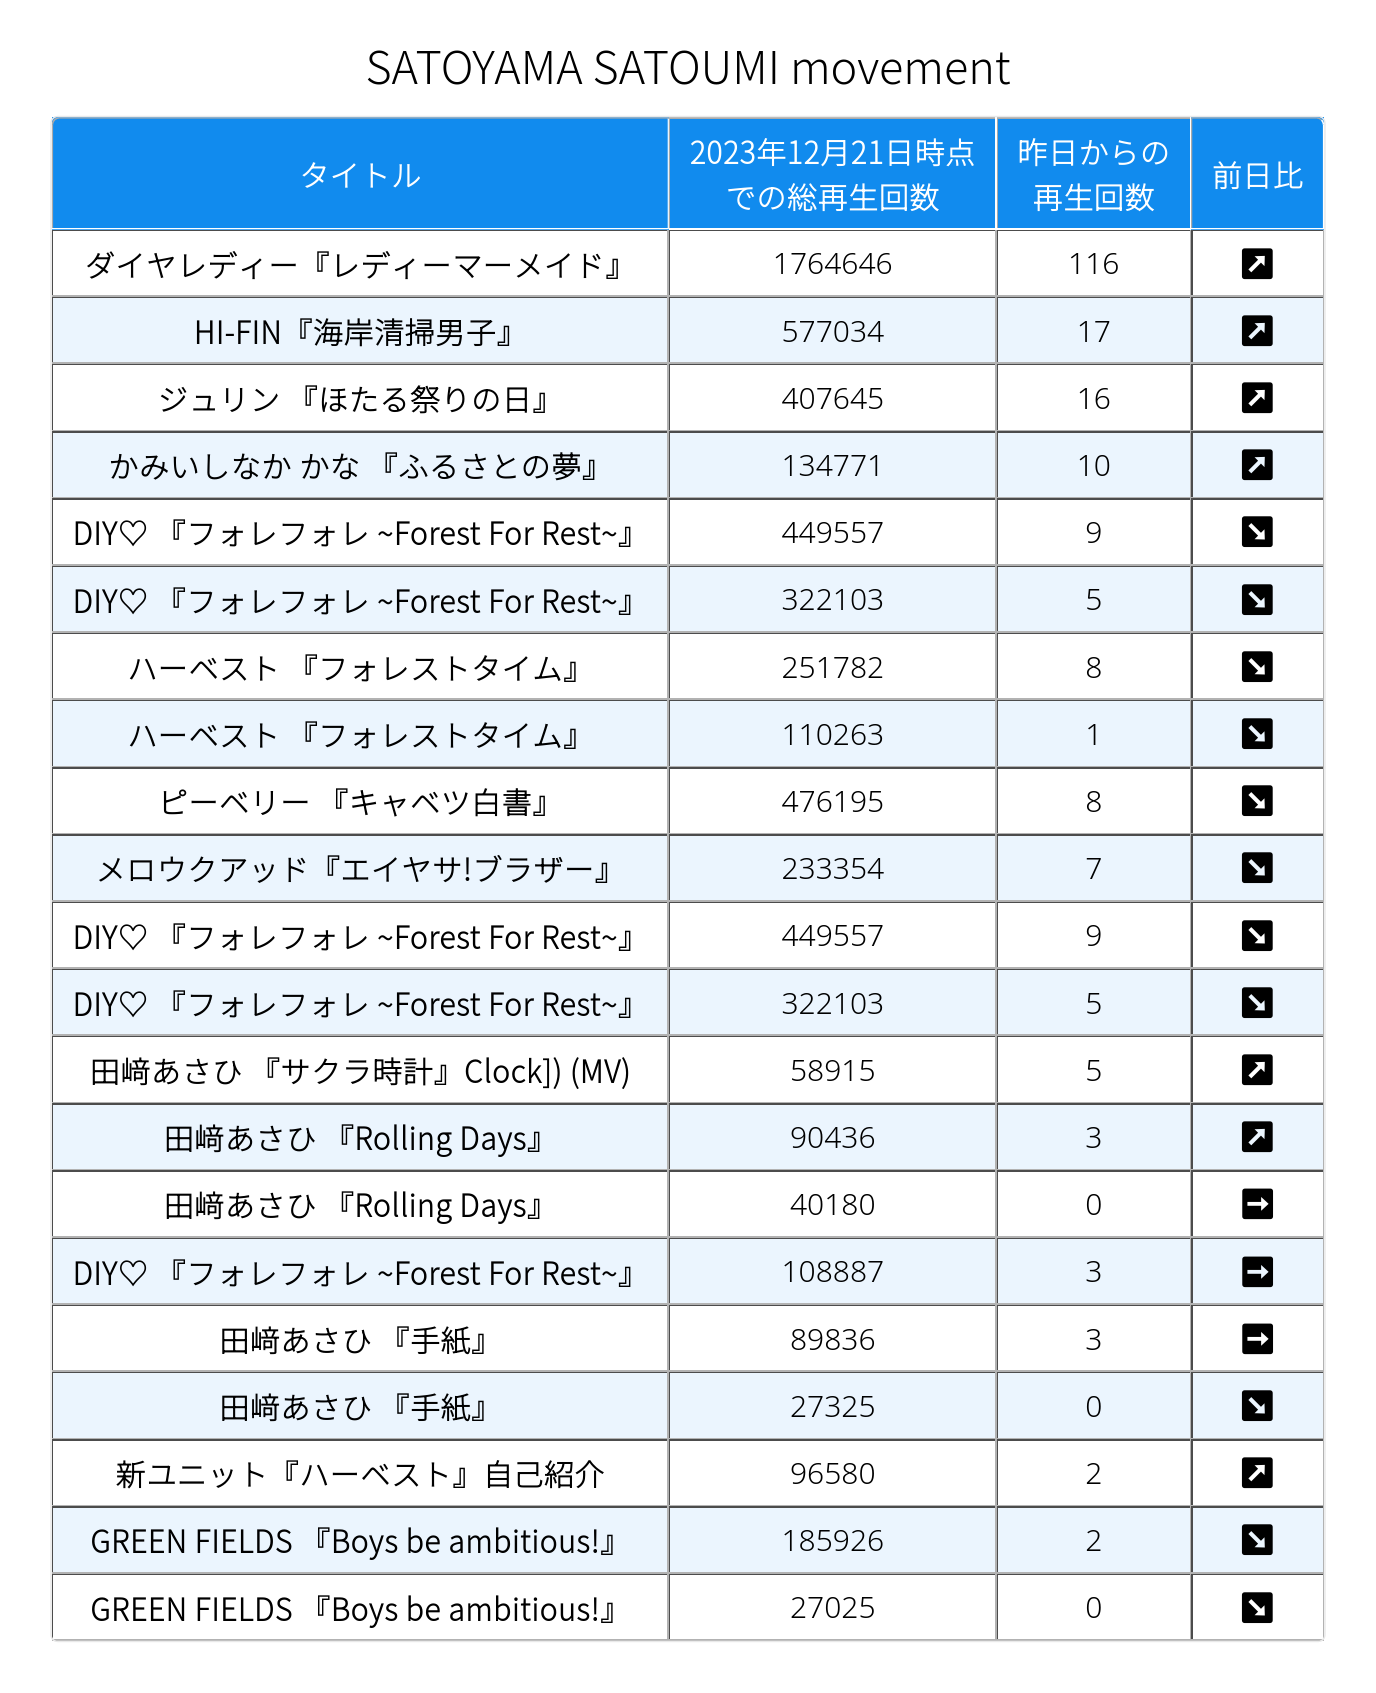 SATOYAMA SATOUMI movement
タイトル
2023年12月21日時点
での総再生回数
昨日からの
再生回数
前日比
ダイヤレディー『レディーマーメイド』 1764646 116
HI-FIN『海岸清掃男子』 577034 17
ジュリン 『ほたる祭りの日』 407645 16
かみいしなか かな 『ふるさとの夢』 134771 10
DIY♡ 『フォレフォレ ~Forest For Rest~』 449557 9
DIY♡ 『フォレフォレ ~Forest For Rest~』 322103 5
ハーベスト 『フォレストタイム』 251782 8
ハーベスト 『フォレストタイム』 110263 1
ピーベリー 『キャベツ白書』 476195 8
メロウクアッド『エイヤサ!ブラザー』 233354 7
DIY♡ 『フォレフォレ ~Forest For Rest~』 449557 9
DIY♡ 『フォレフォレ ~Forest For Rest~』 322103 5
田﨑あさひ 『サクラ時計』Clock]) (MV) 58915 5
田﨑あさひ 『Rolling Days』 90436 3
田﨑あさひ 『Rolling Days』 40180 0
DIY♡ 『フォレフォレ ~Forest For Rest~』 108887 3
田﨑あさひ 『手紙』 89836 3
田﨑あさひ 『手紙』 27325 0
新ユニット『ハーベスト』自己紹介 96580 2
GREEN FIELDS 『Boys be ambitious!』 185926 2
GREEN FIELDS 『Boys be ambitious!』 27025 0